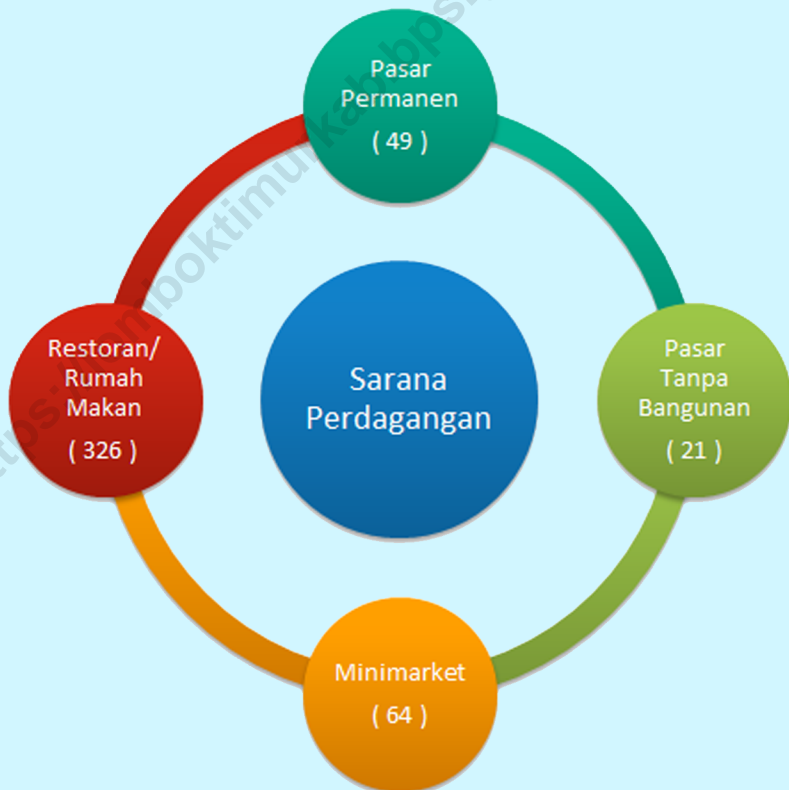 Pasar
Permanen
( 49 )
Restoran/
Rumah
Makan
( 326 )
Sarana
Perdagangan
Pasar
Tanpa
Bangunan
( 21 )
Minimarket
( 64 )